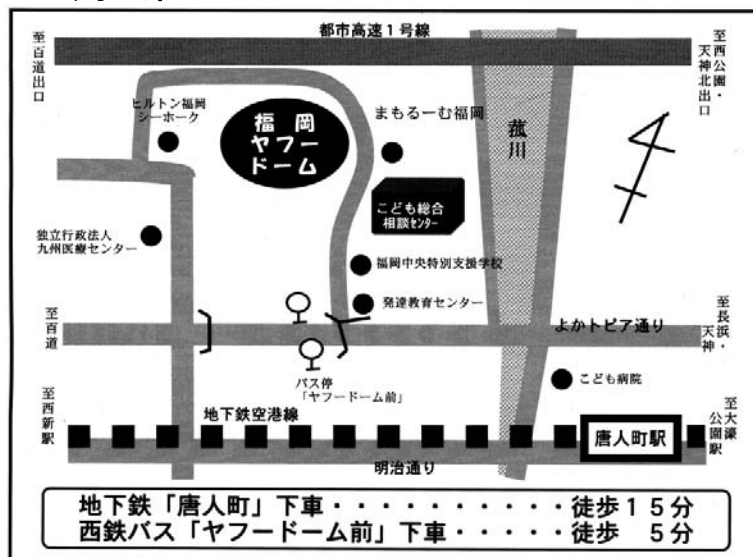 都市高速1号線
至百道出口
至西公園・
天神北出口
ヒルトン福岡
シーホーク
福岡
ヤフー
ドーム
まもるーむ福岡
菰川
こども総合
相談センター
独立行政法人
九州医療センター
福岡中央特別支援学校
発達教育センター
至百道
よかトピア通り
至長浜・
天神
バス停
「ヤフードーム前」
こども病院
至西新駅
地下鉄空港線
唐人町駅
至大濠
公園駅
明治通り
地下鉄「唐人町」下車・・・・・・・・・・徒歩15分
西鉄バス「ヤフードーム前」下車・・・・・徒歩 5分